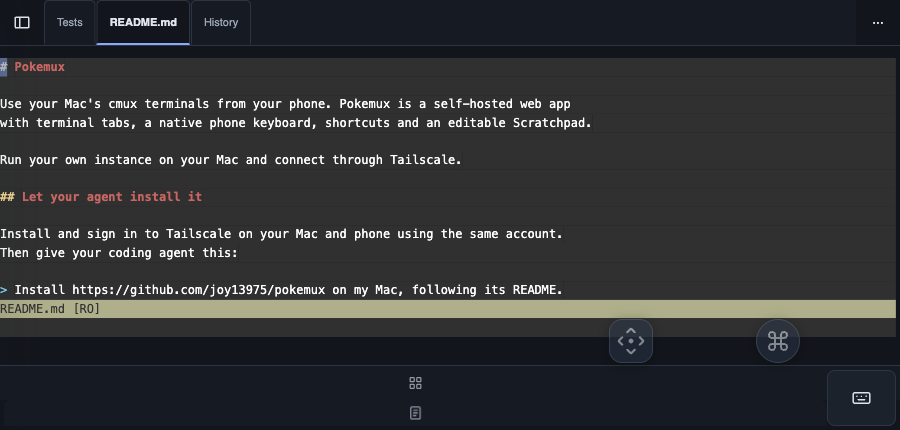 Tests
README.md
History
# Pokemux
Use your Mac's cmux terminals from your phone. Pokemux is a self-hosted web app
with terminal tabs, a native phone keyboard, shortcuts and an editable Scratchpad.
Run your own instance on your Mac and connect through Tailscale.
## Let your agent install it
Install and sign in to Tailscale on your Mac and phone using the same account.
Then give your coding agent this:
> Install https://github.com/joy13975/pokemux on my Mac, following its README.
README.md [RO]